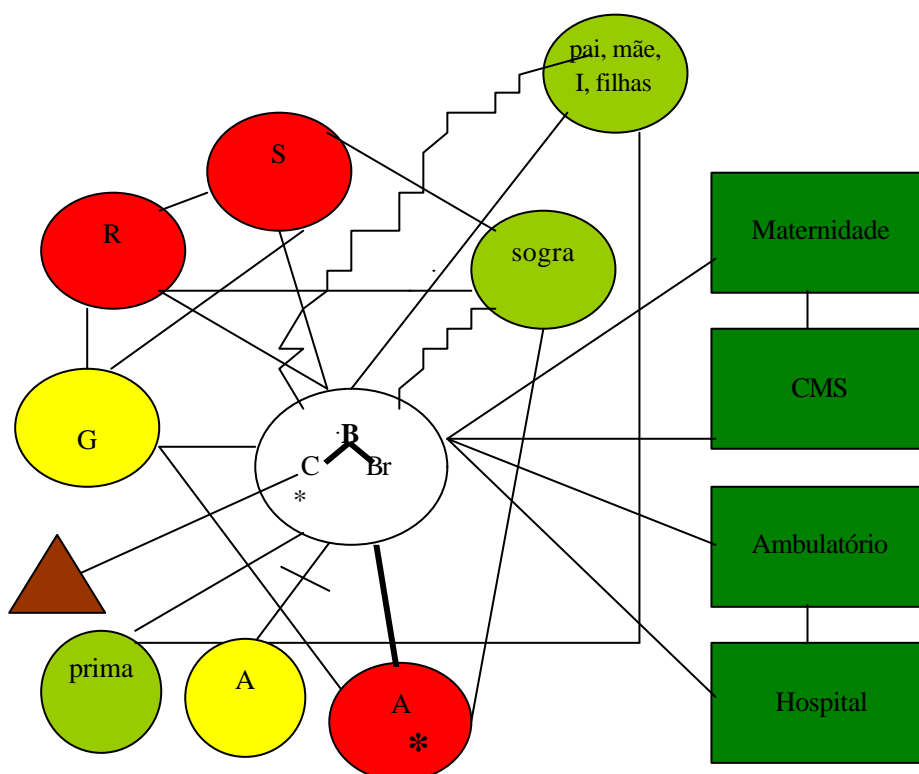 pai, mãe,
I, filhas
S
R
Maternidade
sogra
CMS
B
G
C
Br
*
Ambulatório
prima
A
A
*
Hospital